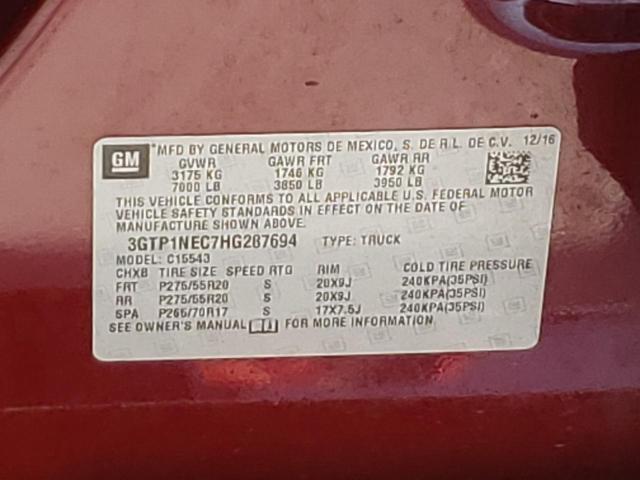 GM *MFD BY GENERAL MOTORS DE MEXICO, S. DE R.L. DE C.V. 12/16
GVWR GAWR FRT GAWR RR
3175 KG 1746 KG 1792 KG
7000 LB 3850 LB 3950 LB
THIS VEHICLE CONFORMS TO ALL APPLICABLE U.S. FEDERAL MOTOR
VEHICLE SAFETY STANDARDS IN EFFECT ON THE DATE OF
MANUFACTURE SHOWN ABOVE.
3GTP1NEC7HG287694 TYPE: TRUCK
MODEL: C15543
CHXB TIRE SIZE SPEED RTG RIM COLD TIRE PRESSURE
FRT P275/55R20 S 20X9J 240KPA(35PSI)
RR P275/55R20 S 20X9J 240KPA(35PSI)
SPA P265/70R17 S 17X7.5J 240KPA(35PSI)
SEE OWNER'S MANUAL FOR MORE INFORMATION.